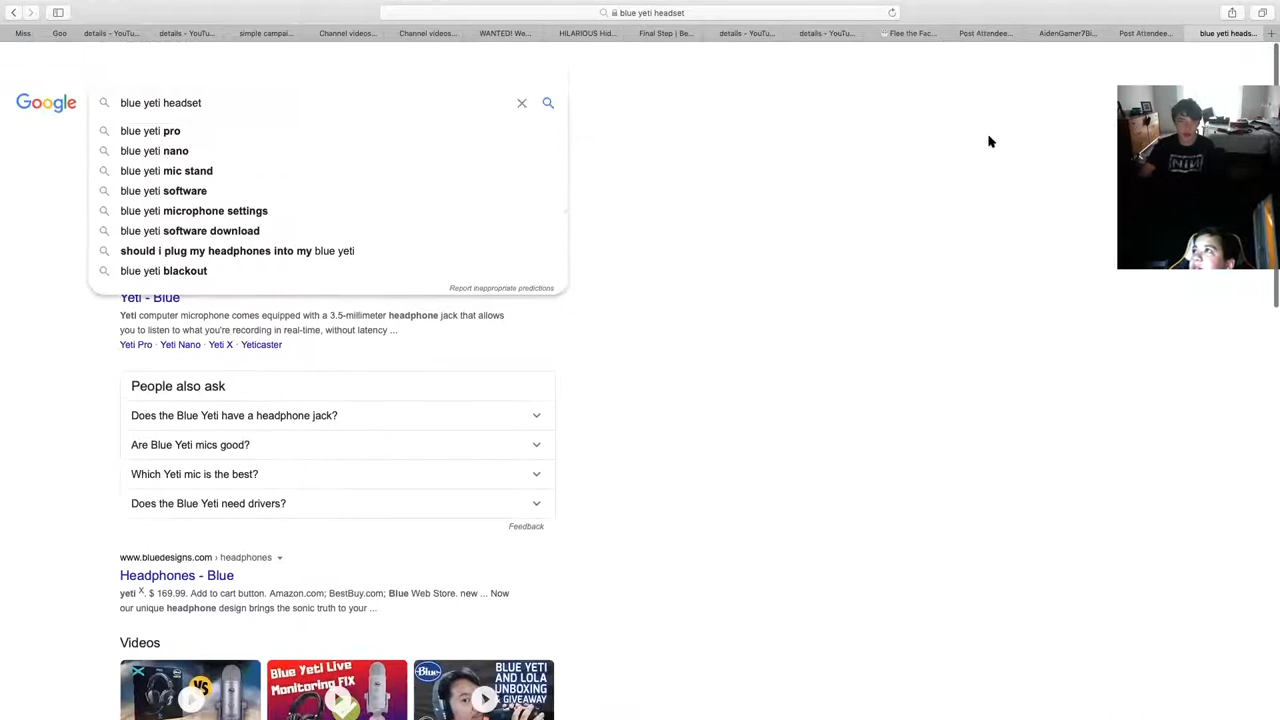 blue yeti headset
Miss
Goo
details - YouTu...
details - YouTu...
simple campai...
Channel videos...
Channel videos...
WANTED! We...
HILARIOUS Hid...
Final Step | Be...
details - YouTu...
details - YouTu...
Flee the Fac...
Post Attendee...
AidenGamer7Bi...
Post Attendee...
blue yeti heads...
Google
blue yeti headset
blue yeti pro
blue yeti nano
blue yeti mic stand
blue yeti software
blue yeti microphone settings
blue yeti software download
should i plug my headphones into my blue yeti
blue yeti blackout
Report inappropriate predictions
Yeti - Blue
Yeti computer microphone comes equipped with a 3.5-millimeter headphone jack that allows
you to listen to what you're recording in real-time, without latency ...
Yeti Pro · Yeti Nano · Yeti X · Yeticaster
People also ask
Does the Blue Yeti have a headphone jack?
Are Blue Yeti mics good?
Which Yeti mic is the best?
Does the Blue Yeti need drivers?
Feedback
www.bluedesigns.com › headphones
Headphones - Blue
yeti X. $ 169.99. Add to cart button. Amazon.com; BestBuy.com; Blue Web Store. new ... Now
our unique headphone design brings the sonic truth to your ...
Videos
VS
Blue Yeti Live
Monitoring FIX
Blue
BLUE YETI
AND LOLA
UNBOXING
& GIVEAWAY
NIN